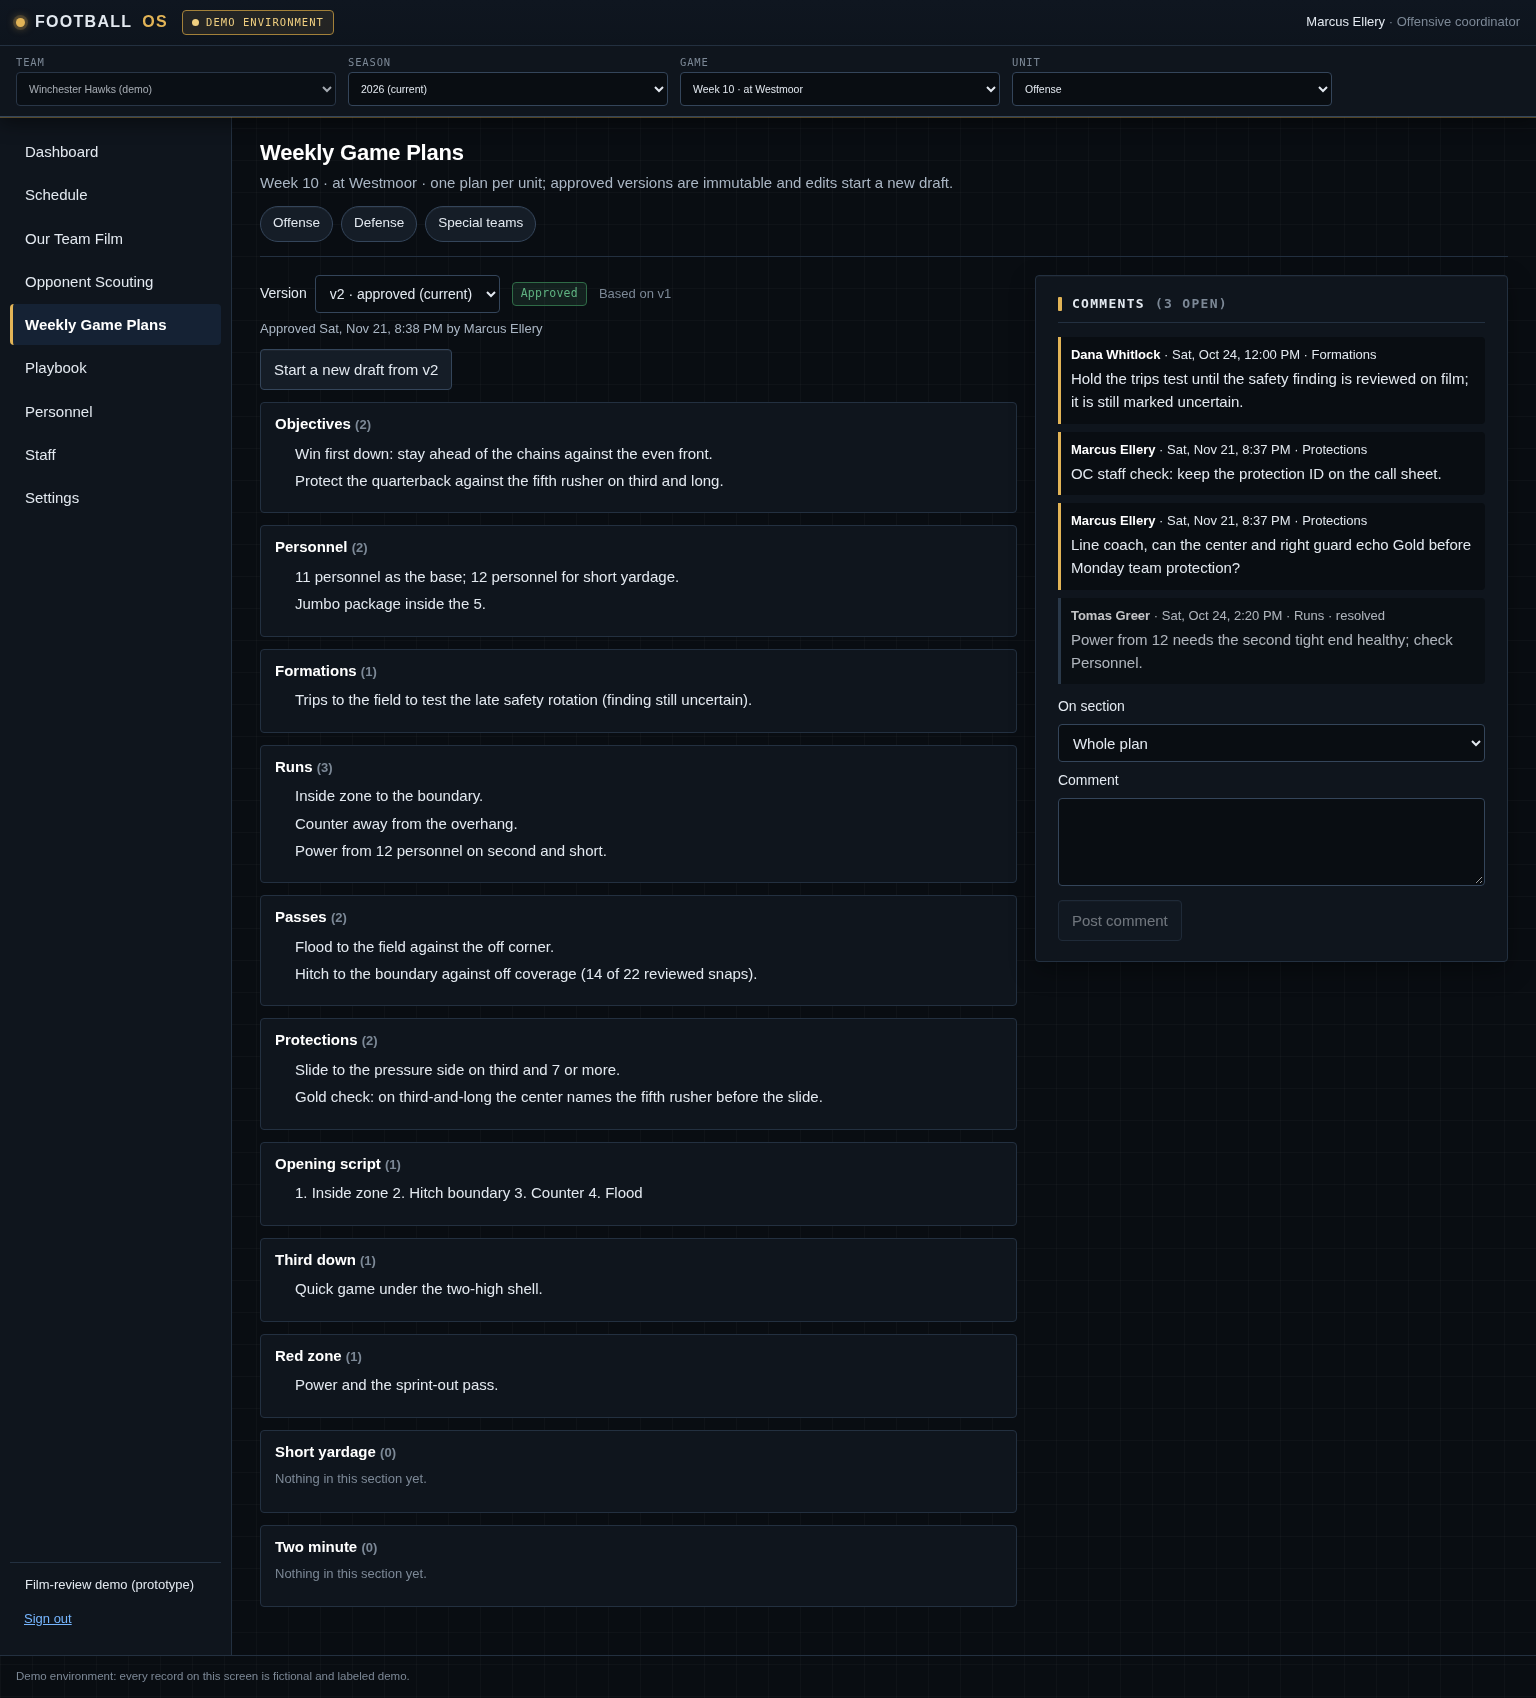 FOOTBALL OS
DEMO ENVIRONMENT
Marcus Ellery · Offensive coordinator
TEAM
Winchester Hawks (demo)
SEASON
2026 (current)
GAME
Week 10 · at Westmoor
UNIT
Offense
Dashboard
Schedule
Our Team Film
Opponent Scouting
Weekly Game Plans
Playbook
Personnel
Staff
Settings
Film-review demo (prototype)
Sign out
Weekly Game Plans
Week 10 · at Westmoor · one plan per unit; approved versions are immutable and edits start a new draft.
Offense
Defense
Special teams
Version
v2 · approved (current)
Approved
Based on v1
Approved Sat, Nov 21, 8:38 PM by Marcus Ellery
Start a new draft from v2
Objectives (2)
Win first down: stay ahead of the chains against the even front.
Protect the quarterback against the fifth rusher on third and long.
Personnel (2)
11 personnel as the base; 12 personnel for short yardage.
Jumbo package inside the 5.
Formations (1)
Trips to the field to test the late safety rotation (finding still uncertain).
Runs (3)
Inside zone to the boundary.
Counter away from the overhang.
Power from 12 personnel on second and short.
Passes (2)
Flood to the field against the off corner.
Hitch to the boundary against off coverage (14 of 22 reviewed snaps).
Protections (2)
Slide to the pressure side on third and 7 or more.
Gold check: on third-and-long the center names the fifth rusher before the slide.
Opening script (1)
1. Inside zone 2. Hitch boundary 3. Counter 4. Flood
Third down (1)
Quick game under the two-high shell.
Red zone (1)
Power and the sprint-out pass.
Short yardage (0)
Nothing in this section yet.
Two minute (0)
Nothing in this section yet.
COMMENTS (3 OPEN)
Dana Whitlock · Sat, Oct 24, 12:00 PM · Formations
Hold the trips test until the safety finding is reviewed on film;
it is still marked uncertain.
Marcus Ellery · Sat, Nov 21, 8:37 PM · Protections
OC staff check: keep the protection ID on the call sheet.
Marcus Ellery · Sat, Nov 21, 8:37 PM · Protections
Line coach, can the center and right guard echo Gold before
Monday team protection?
Tomas Greer · Sat, Oct 24, 2:20 PM · Runs · resolved
Power from 12 needs the second tight end healthy; check
Personnel.
On section
Whole plan
Comment
Post comment
Demo environment: every record on this screen is fictional and labeled demo.